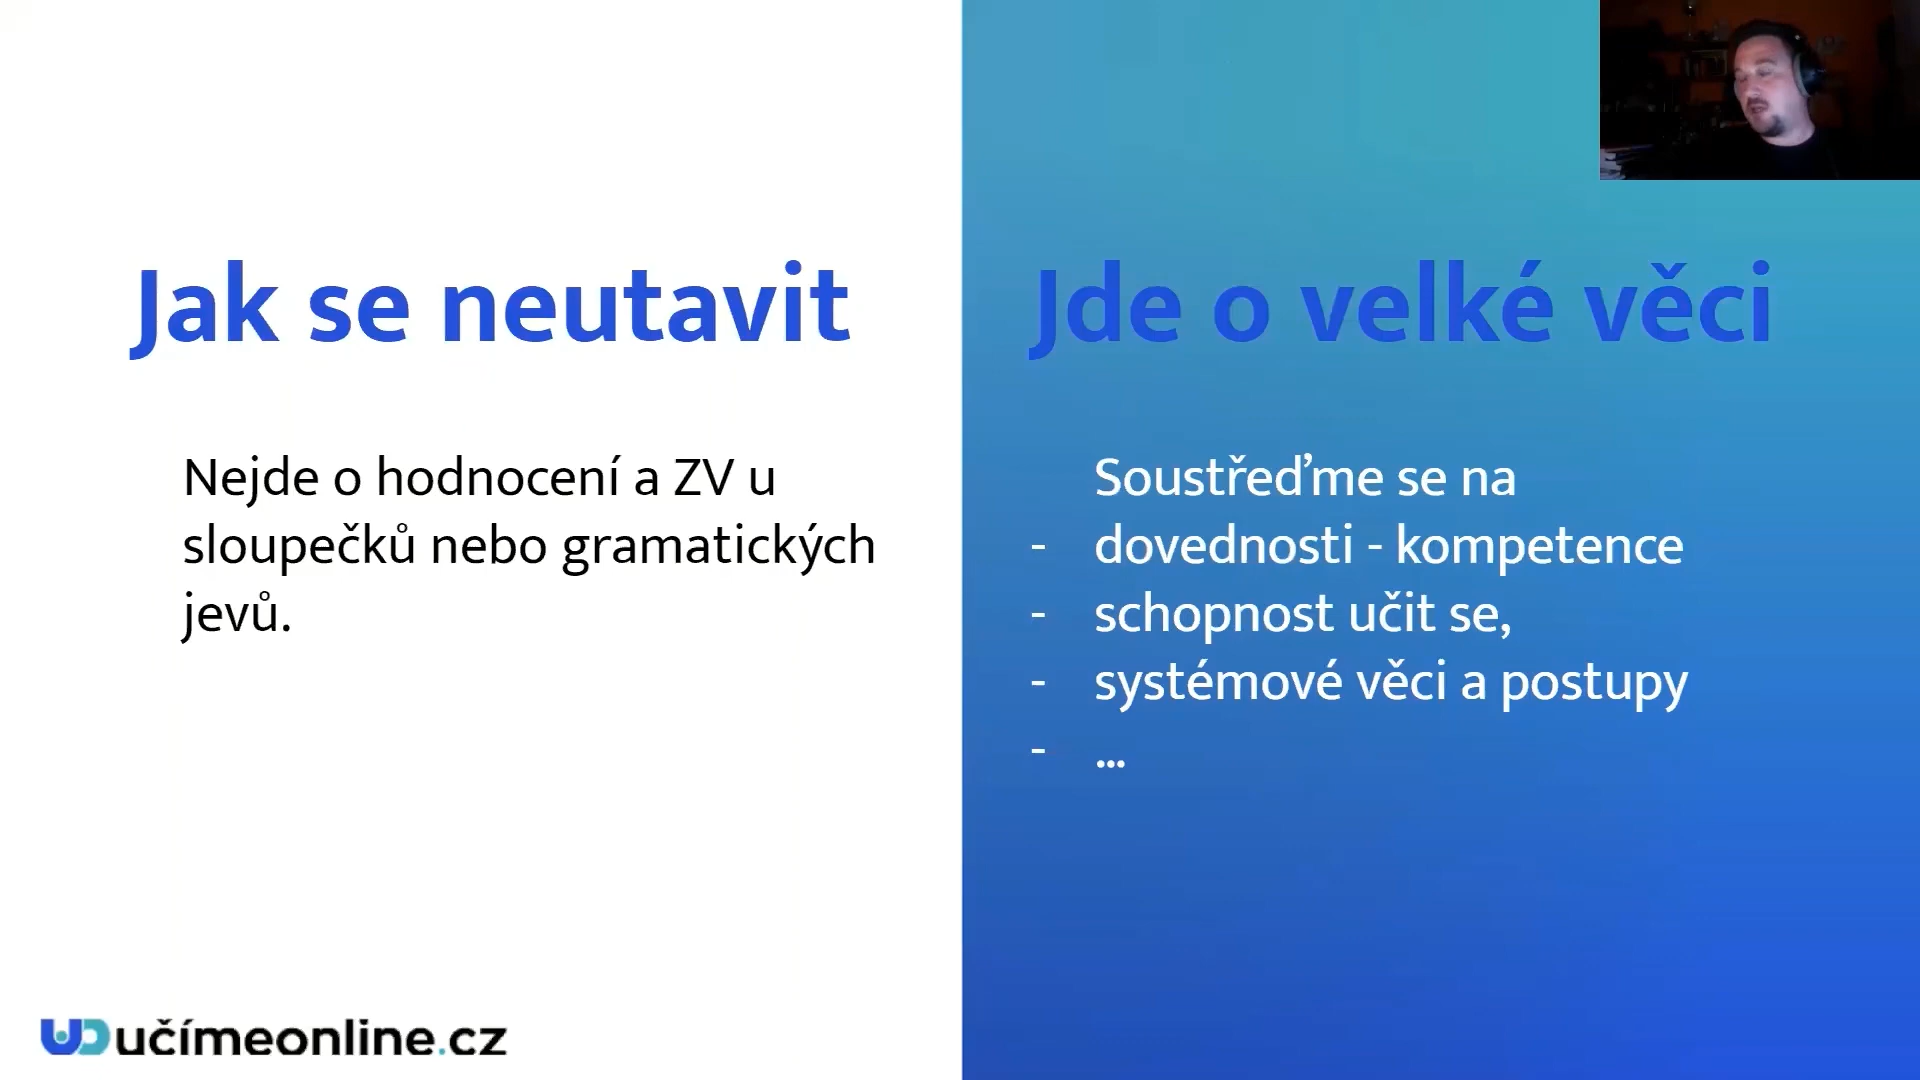 Jak se neutavit
Nejde o hodnocení a ZV u
sloupečků nebo gramatických
jevů.
Jde o velké věci
Soustřeďme se na
- dovednosti - kompetence
- schopnost učit se,
- systémové věci a postupy
- ...
učímeonline.cz